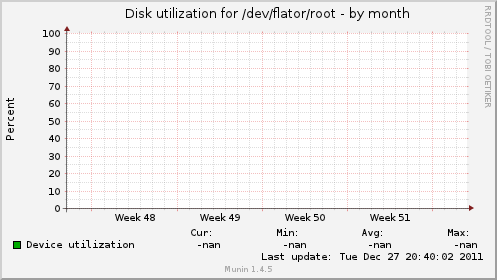 Disk utilization for /dev/flator/root - by month
RRDTOOL / TOBI OETIKER
Percent
100
90
80
70
60
50
40
30
20
10
0
Week 48 Week 49 Week 50 Week 51
Cur: Min: Avg: Max:
Device utilization -nan -nan -nan -nan
Last update: Tue Dec 27 20:40:02 2011
Munin 1.4.5